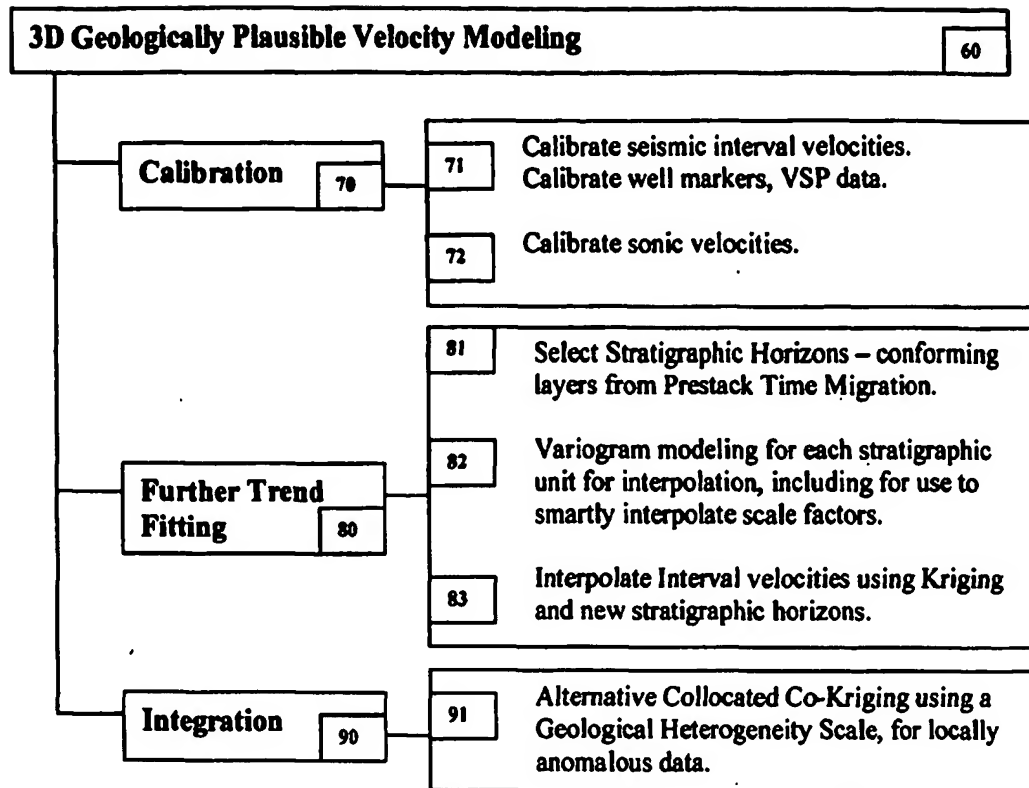 3D Geologically Plausible Velocity Modeling
60
Calibration
70
71
Calibrate seismic interval velocities.
Calibrate well markers, VSP data.
72
Calibrate sonic velocities.
Further Trend
Fitting
80
81
Select Stratigraphic Horizons – conforming
layers from Prestack Time Migration.
82
Variogram modeling for each stratigraphic
unit for interpolation, including for use to
smartly interpolate scale factors.
83
Interpolate Interval velocities using Kriging
and new stratigraphic horizons.
Integration
90
91
Alternative Collocated Co-Kriging using a
Geological Heterogeneity Scale, for locally
anomalous data.